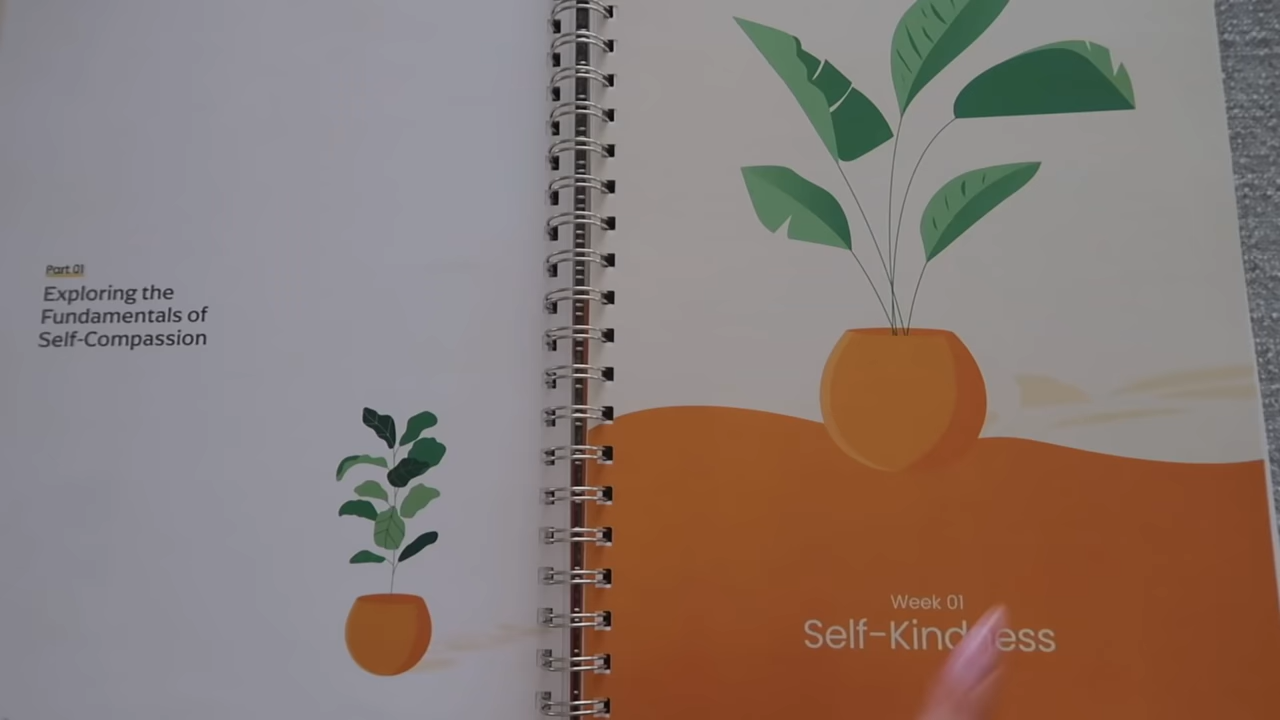 Part 01
Exploring the
Fundamentals of
Self-Compassion
Week 01
Self-Kindness